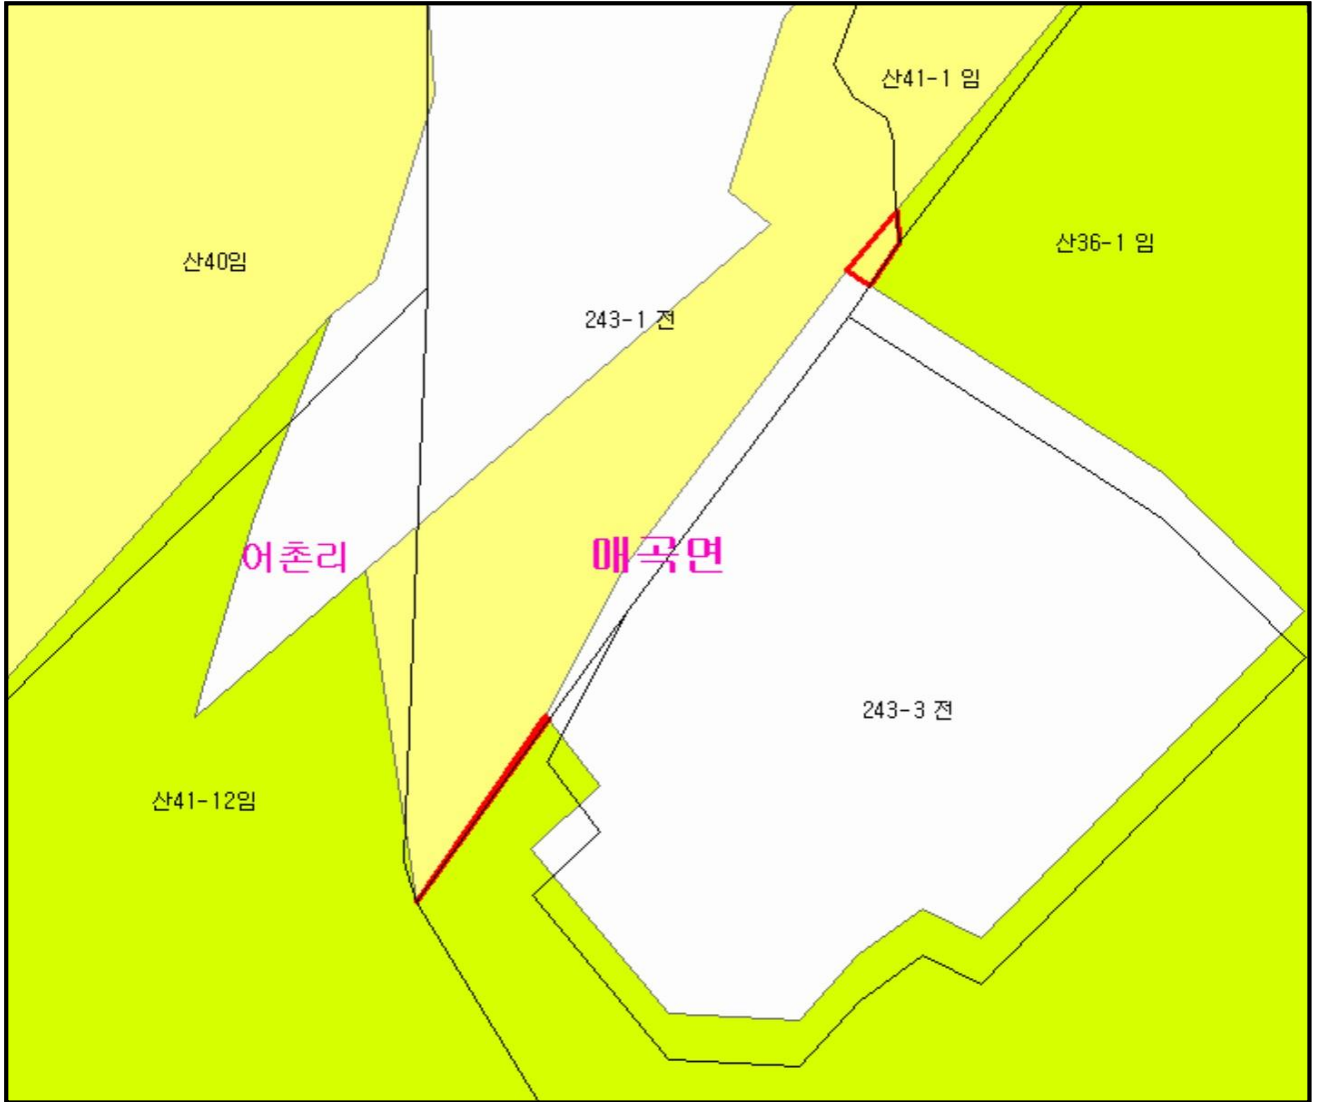 산41-1 임
산36-1 임
산40임
243-1 전
어촌리
매곡면
243-3 전
산41-12임